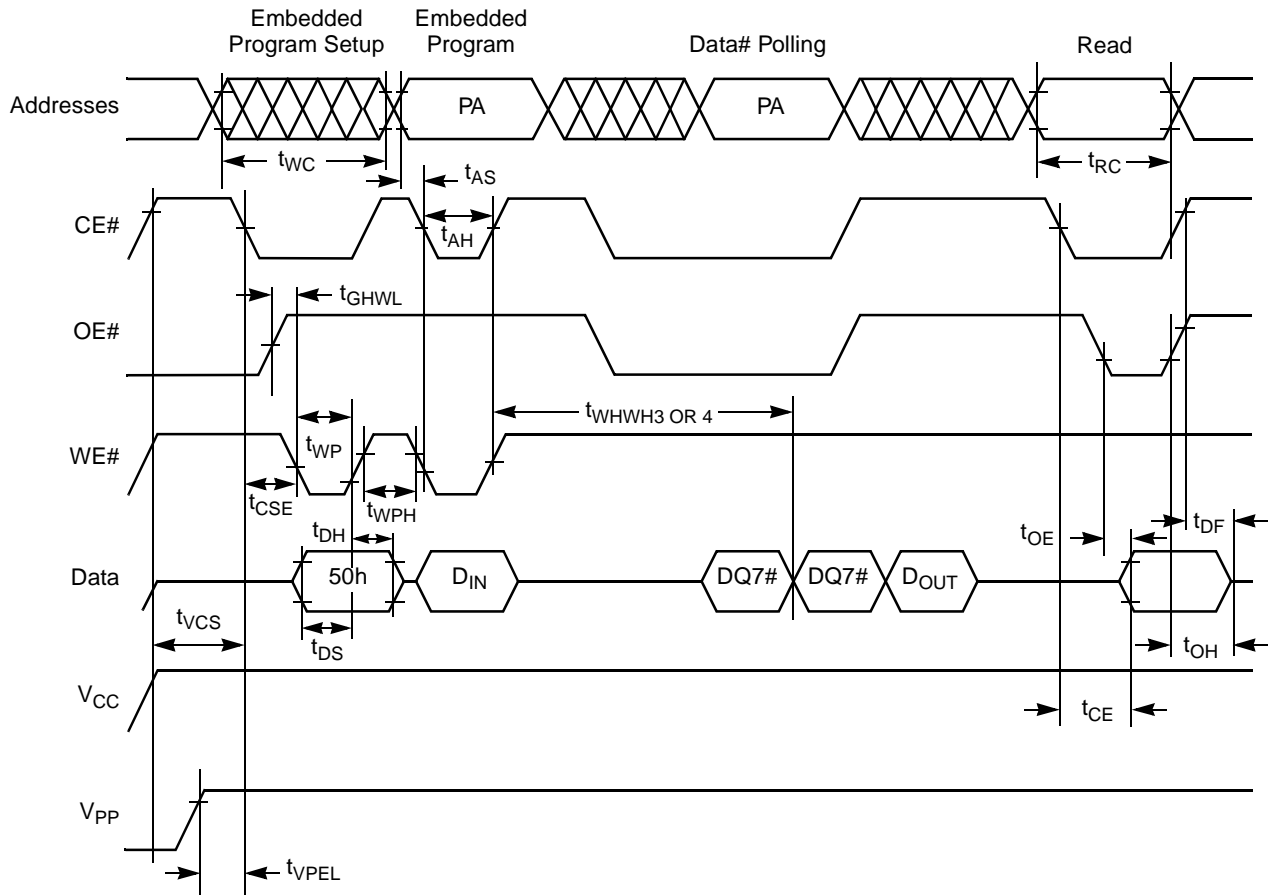 Embedded
Program Setup
Embedded
Program
Data# Polling
Read
Addresses
PA
PA
tWC
tAS
tRC
CE#
tAH
tGHWL
OE#
tWHWH3 OR 4
tWP
WE#
tCSE
tWPH
tDH
tOE
tDF
Data
50h
DIN
DQ7#
DQ7#
DOUT
tVCS
tDS
tOH
VCC
tCE
VPP
tVPEL